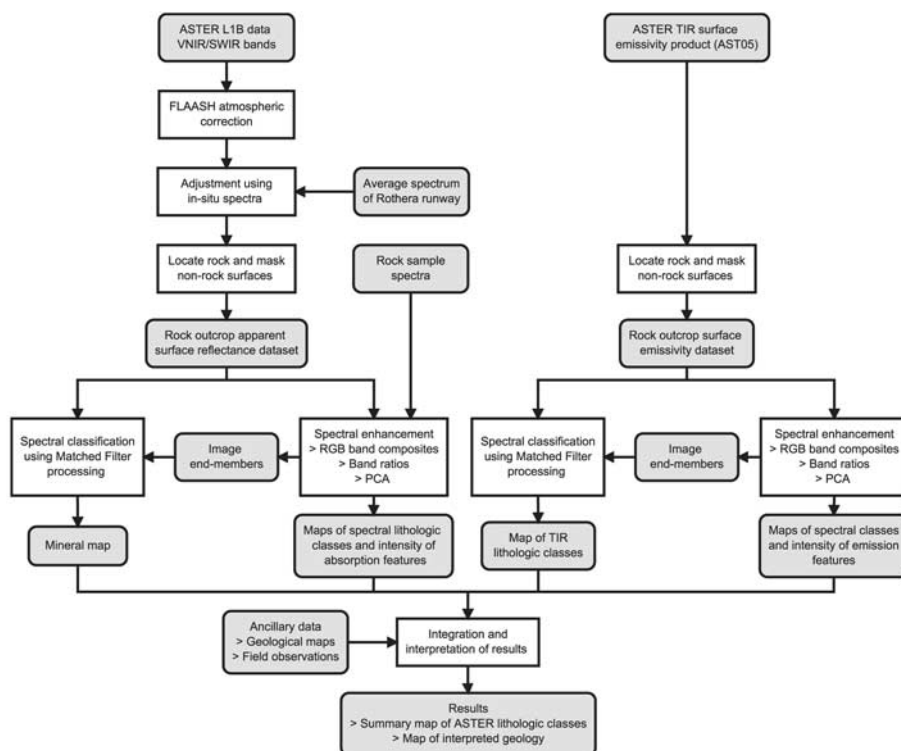 ASTER L1B data
VNIR/SWIR bands
ASTER TIR surface
emissivity product (AST05)
FLAASH atmospheric
correction
Adjustment using
in-situ spectra
Average spectrum
of Rothera runway
Locate rock and mask
non-rock surfaces
Rock sample
spectra
Locate rock and mask
non-rock surfaces
Rock outcrop apparent
surface reflectance dataset
Rock outcrop surface
emissivity dataset
Spectral classification
using Matched Filter
processing
Image
end-members
Spectral enhancement
> RGB band composites
> Band ratios
> PCA
Spectral classification
using Matched Filter
processing
Image
end-members
Spectral enhancement
> RGB band composites
> Band ratios
> PCA
Mineral map
Maps of spectral lithologic
classes and intensity of
absorption features
Map of TIR
lithologic classes
Maps of spectral classes
and intensity of emission
features
Ancillary data
> Geological maps
> Field observations
Integration and
interpretation of results
Results
> Summary map of ASTER lithologic classes
> Map of interpreted geology